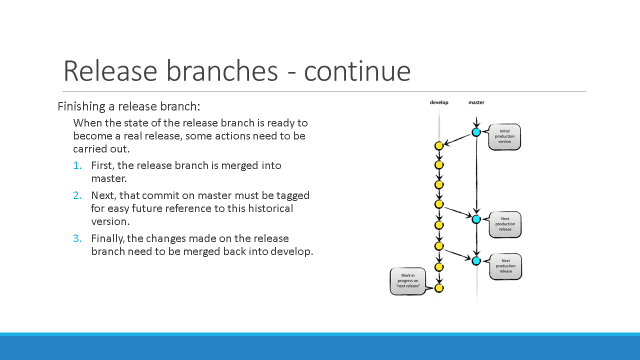 Release branches - continue
Finishing a release branch:
When the state of the release branch is ready to
become a real release, some actions need to be
carried out.
1. First, the release branch is merged into
master.
2. Next, that commit on master must be tagged
for easy future reference to this historical
version.
3. Finally, the changes made on the release
branch need to be merged back into develop.
develop
master
Initial
production
version
Next
production
release
Next
production
release
Work in
progress on
"next release"